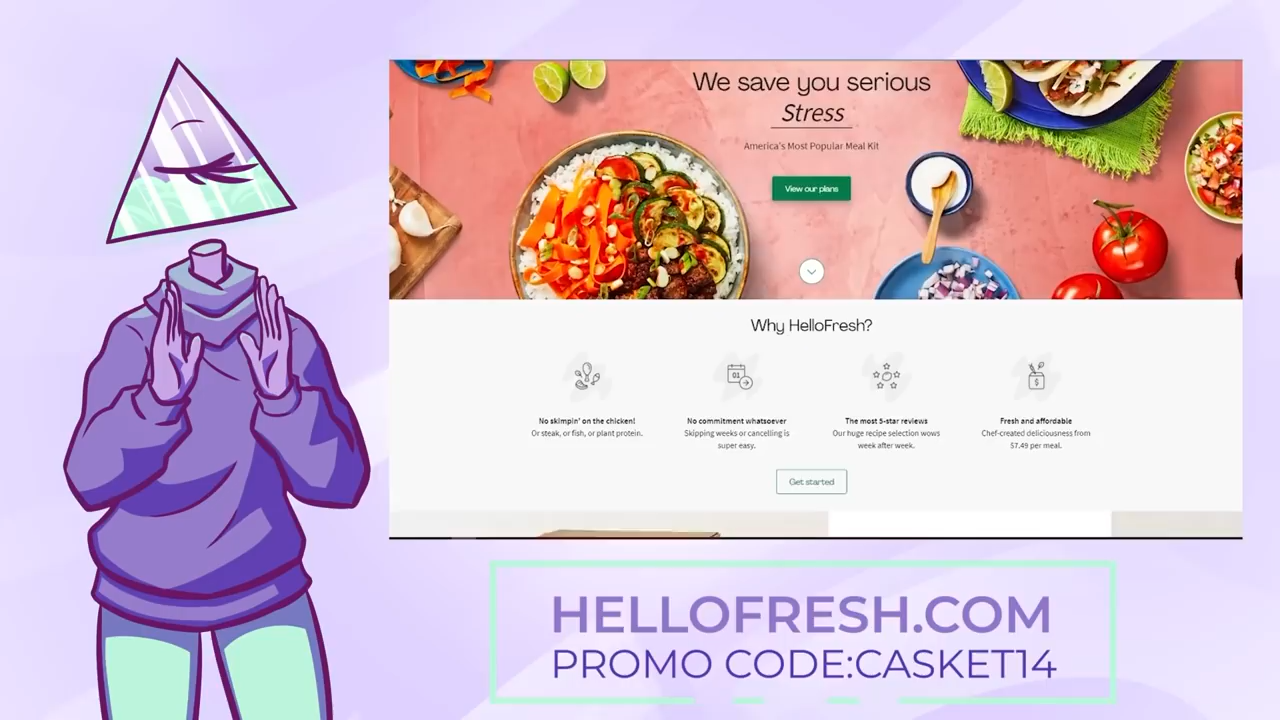 We save you serious
Stress
America's Most Popular Meal Kit
View our plans
Why HelloFresh?
01
$
No skimpin' on the chicken!
Or steak, or fish, or plant protein.
No commitment whatsoever
Skipping weeks or cancelling is
super easy.
The most 5-star reviews
Our huge recipe selection wows
week after week.
Fresh and affordable
Chef-created deliciousness from
$7.49 per meal.
Get started
HELLOFRESH.COM
PROMO CODE:CASKET14